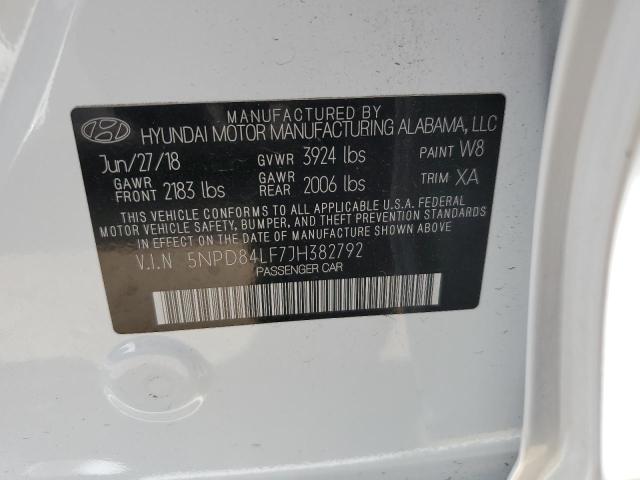 MANUFACTURED BY
HYUNDAI MOTOR MANUFACTURING ALABAMA, LLC
Jun/27/18 GVWR 3924 lbs PAINT W8
GAWR FRONT 2183 lbs GAWR REAR 2006 lbs TRIM XA
THIS VEHICLE CONFORMS TO ALL APPLICABLE U.S.A. FEDERAL
MOTOR VEHICLE SAFETY, BUMPER, AND THEFT PREVENTION STANDARDS
IN EFFECT ON THE DATE OF MANUFACTURE SHOWN ABOVE.
V.I.N 5NPD84LF7JH382792
PASSENGER CAR